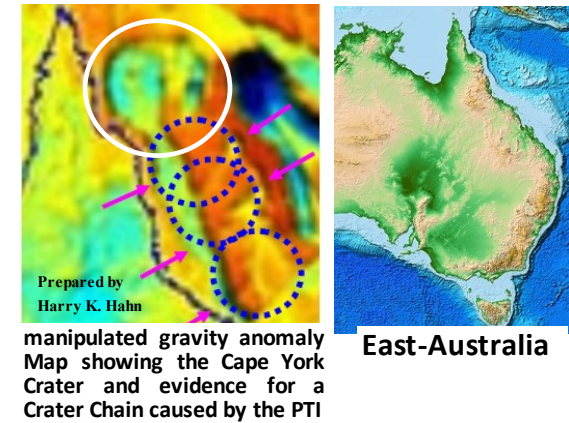 Prepared by
Harry K. Hahn
manipulated gravity anomaly
Map showing the Cape York
Crater and evidence for a
Crater Chain caused by the PTI
East-Australia